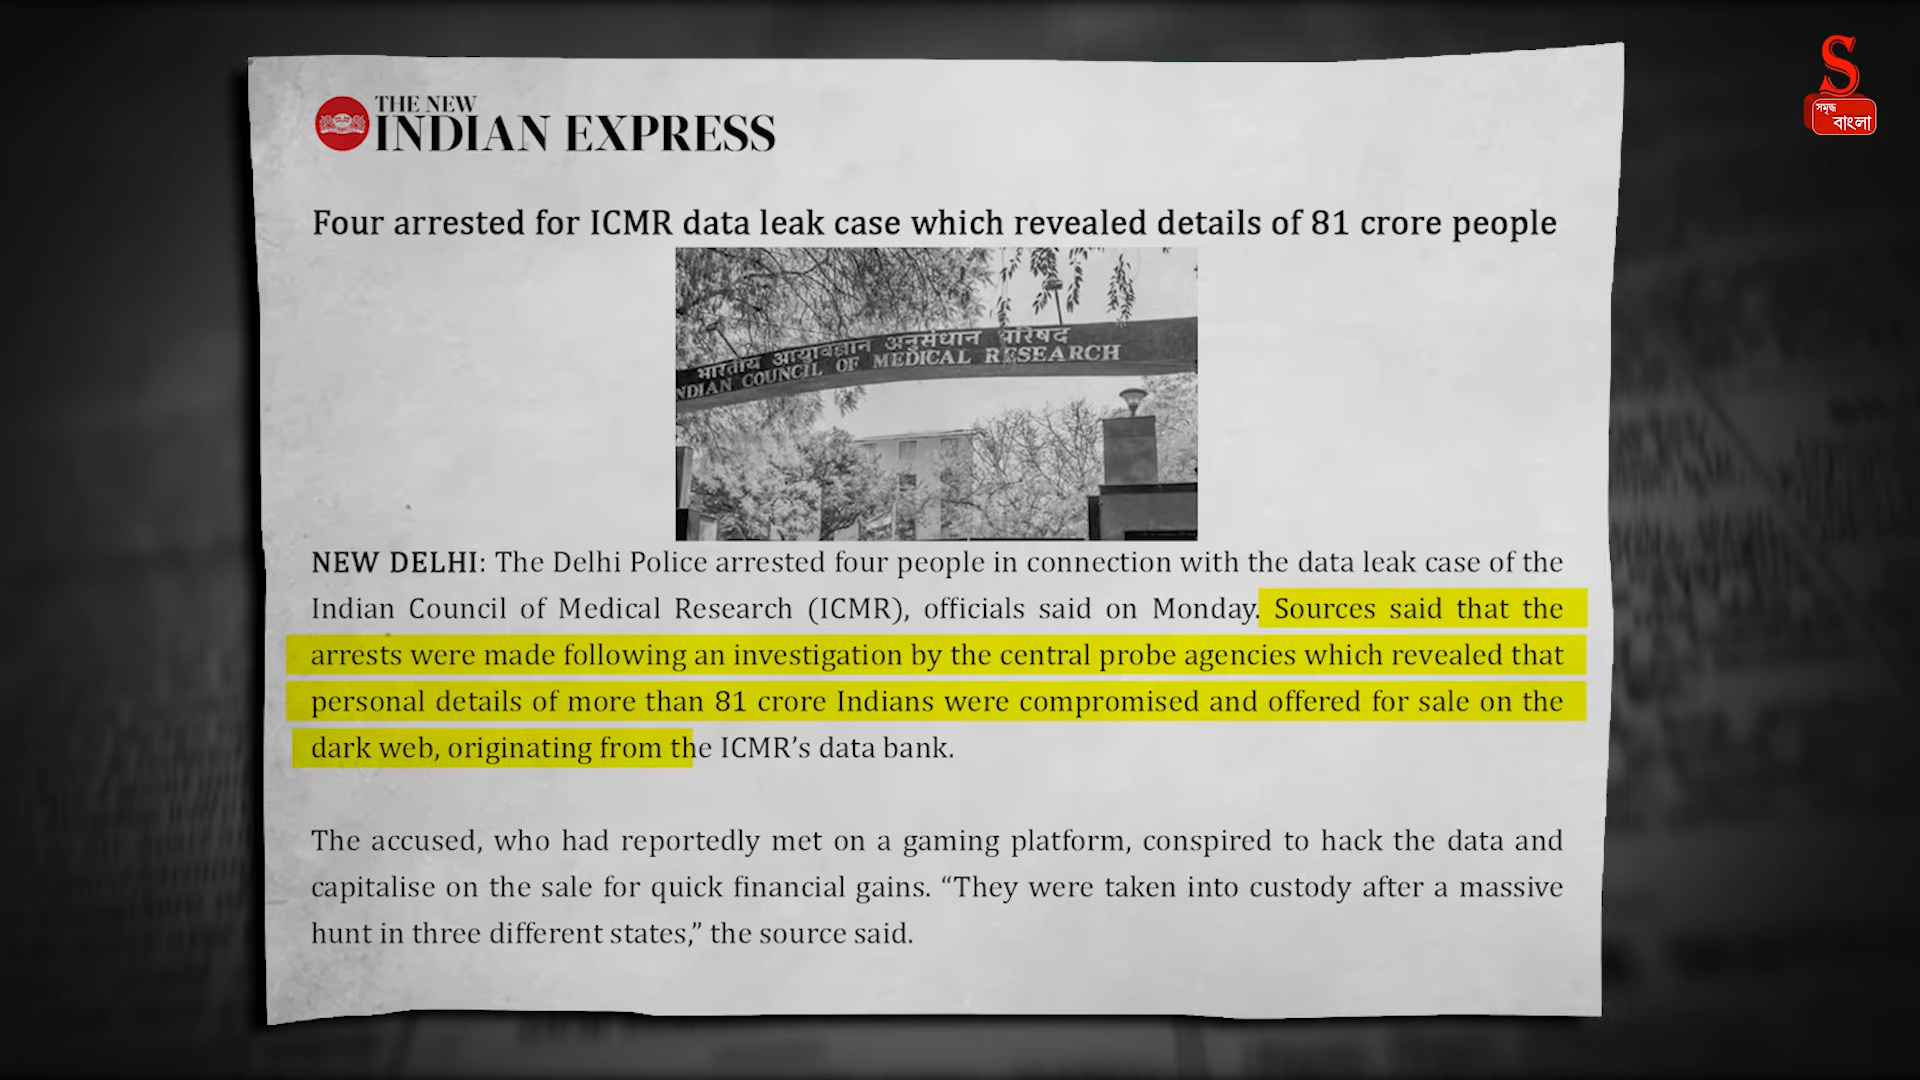 THE NEW
INDIAN EXPRESS
S
সমৃদ্ধ
বাংলা
Four arrested for ICMR data leak case which revealed details of 81 crore people
भारतीय आयुर्विज्ञान अनुसंधान परिषद
NDIAN COUNCIL OF MEDICAL RESEARCH
NEW DELHI: The Delhi Police arrested four people in connection with the data leak case of the
Indian Council of Medical Research (ICMR), officials said on Monday. Sources said that the
arrests were made following an investigation by the central probe agencies which revealed that
personal details of more than 81 crore Indians were compromised and offered for sale on the
dark web, originating from the ICMR’s data bank.
The accused, who had reportedly met on a gaming platform, conspired to hack the data and
capitalise on the sale for quick financial gains. “They were taken into custody after a massive
hunt in three different states,” the source said.